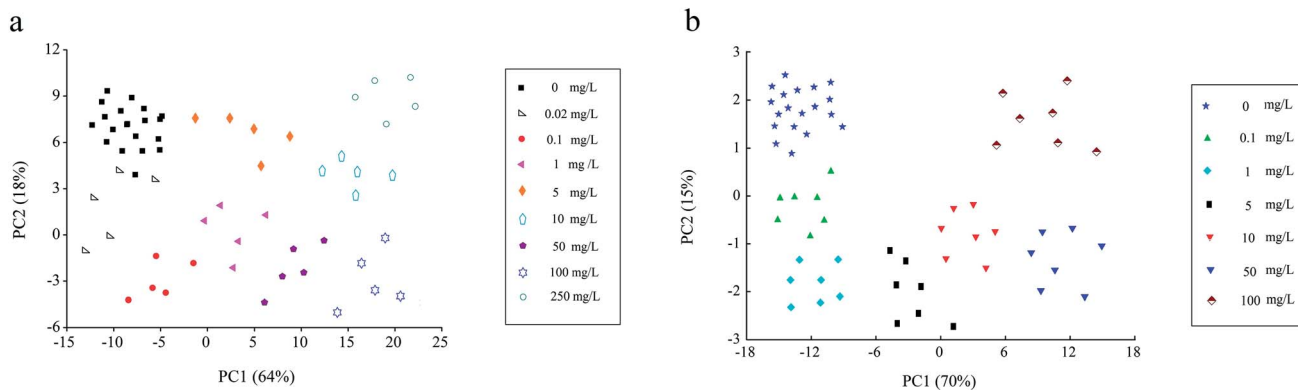 a
12
9
6
3
0
-3
-6
-15
-10
-5
0
5
10
15
20
25
PC2 (18%)
PC1 (64%)
0 mg/L
0.02 mg/L
0.1 mg/L
1 mg /L
5 mg/L
10 mg/L
50 mg/L
100 mg/L
250 mg/L
b
3
2
1
0
-1
-2
-3
-18
-12
-6
0
6
12
18
PC2 (15%)
PC1 (70%)
0 mg/L
0.1 mg/L
1 mg/L
5 mg/L
10 mg/L
50 mg/L
100 mg/L